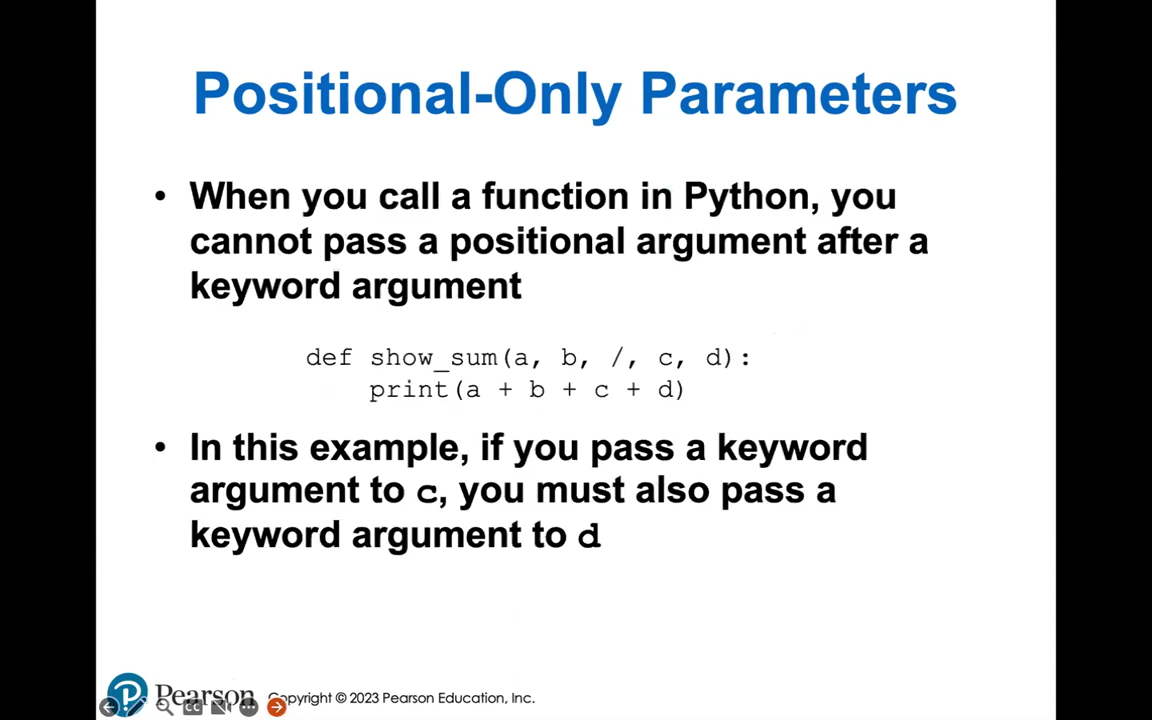 Positional-Only Parameters
• When you call a function in Python, you
cannot pass a positional argument after a
keyword argument
def show_sum(a, b, /, c, d):
    print(a + b + c + d)
• In this example, if you pass a keyword
argument to c, you must also pass a
keyword argument to d
P Pearson Copyright © 2023 Pearson Education, Inc.
CC